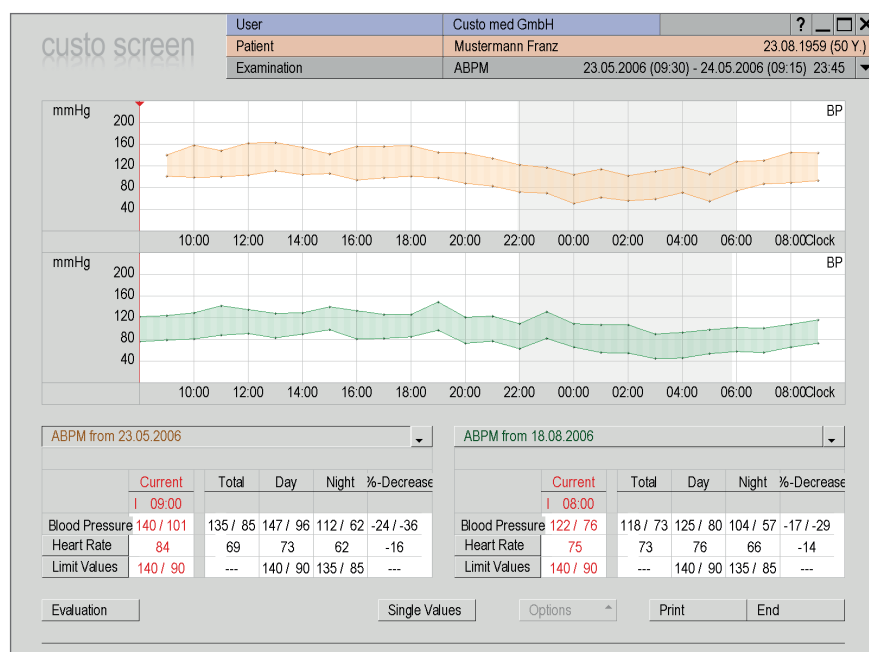 custo screen
User Custo med GmbH ?
Patient Mustermann Franz 23.08.1959 (50 Y.)
Examination ABPM 23.05.2006 (09:30) - 24.05.2006 (09:15) 23:45
mmHg BP
200
160
120
80
40
10:00 12:00 14:00 16:00 18:00 20:00 22:00 00:00 02:00 04:00 06:00 08:00 Clock
mmHg BP
200
160
120
80
40
10:00 12:00 14:00 16:00 18:00 20:00 22:00 00:00 02:00 04:00 06:00 08:00 Clock
ABPM from 23.05.2006
Current Total Day Night %-Decrease
I 09:00
Blood Pressure 140 / 101 135 / 85 147 / 96 112 / 62 -24 / -36
Heart Rate 84 69 73 62 -16
Limit Values 140 / 90 --- 140 / 90 135 / 85 ---
ABPM from 18.08.2006
Current Total Day Night %-Decrease
I 08:00
Blood Pressure 122 / 76 118 / 73 125 / 80 104 / 57 -17 / -29
Heart Rate 75 73 76 66 -14
Limit Values 140 / 90 --- 140 / 90 135 / 85 ---
Evaluation Single Values Options Print End